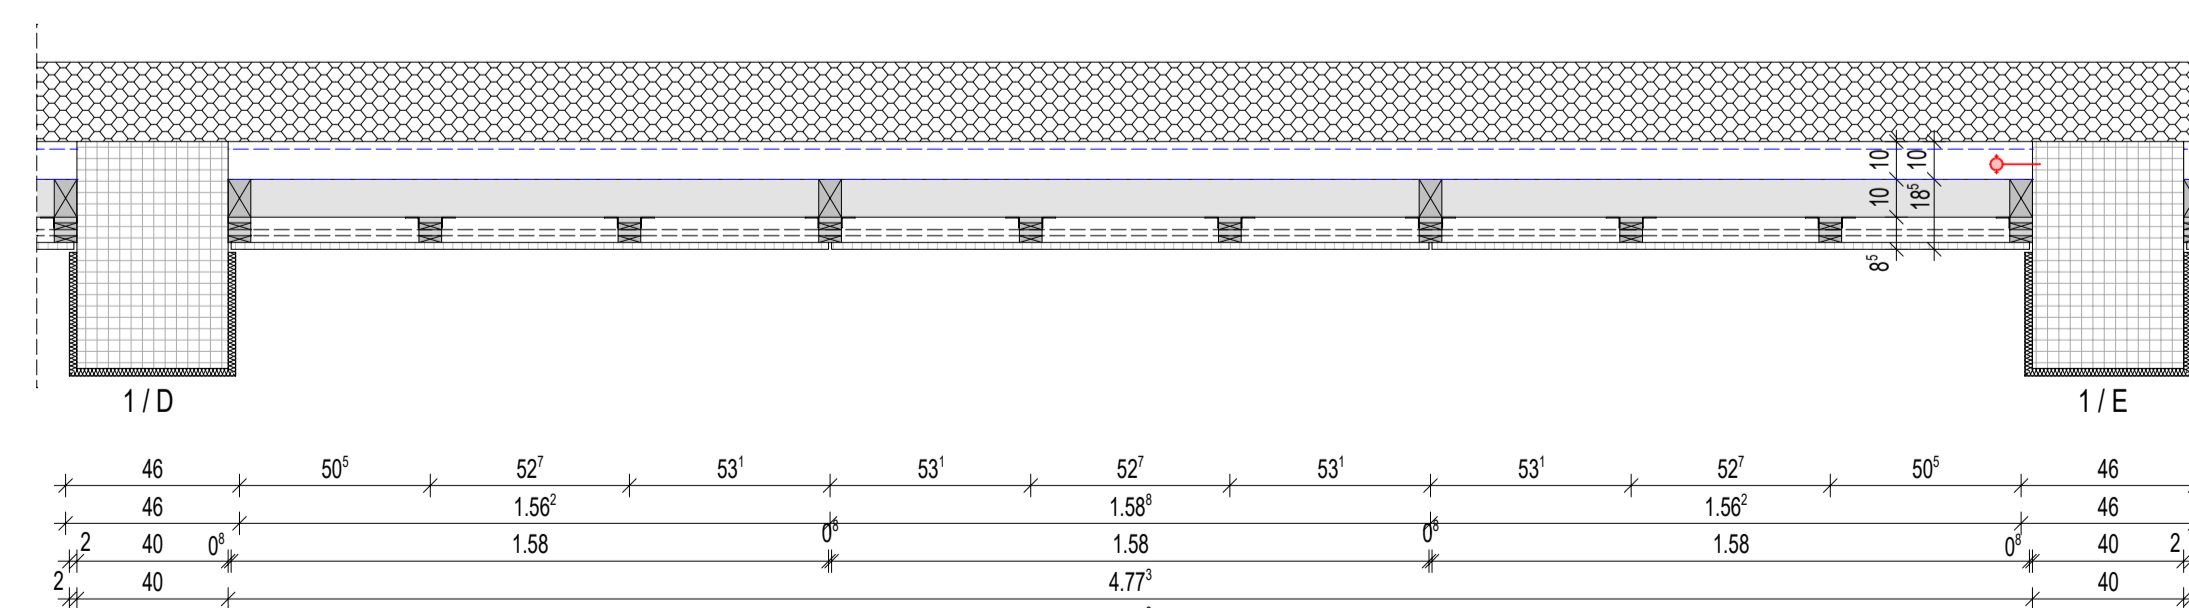 10 10
10 18⁵
8⁵
1 / D 1 / E
46 50⁵ 52⁷ 53¹ 53¹ 52⁷ 53¹ 53¹ 52⁷ 50⁵ 46
46 1.56² 1.58⁸ 1.56² 46
2 40 0⁸ 1.58 0⁸ 1.58 0⁸ 1.58 0⁸ 40 2
2 40 4.77³ 40